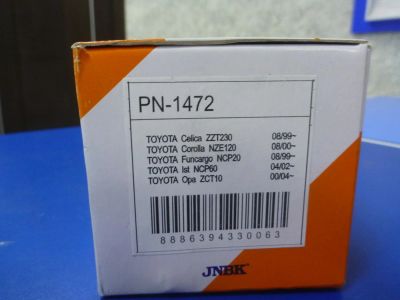 PN-1472
TOYOTA Celica ZZT230 08/99~
TOYOTA Corolla NZE120 08/00~
TOYOTA Funcargo NCP20 08/99~
TOYOTA Ist NCP60 04/02~
TOYOTA Opa ZCT10 00/04~
8886394330063
JNBK